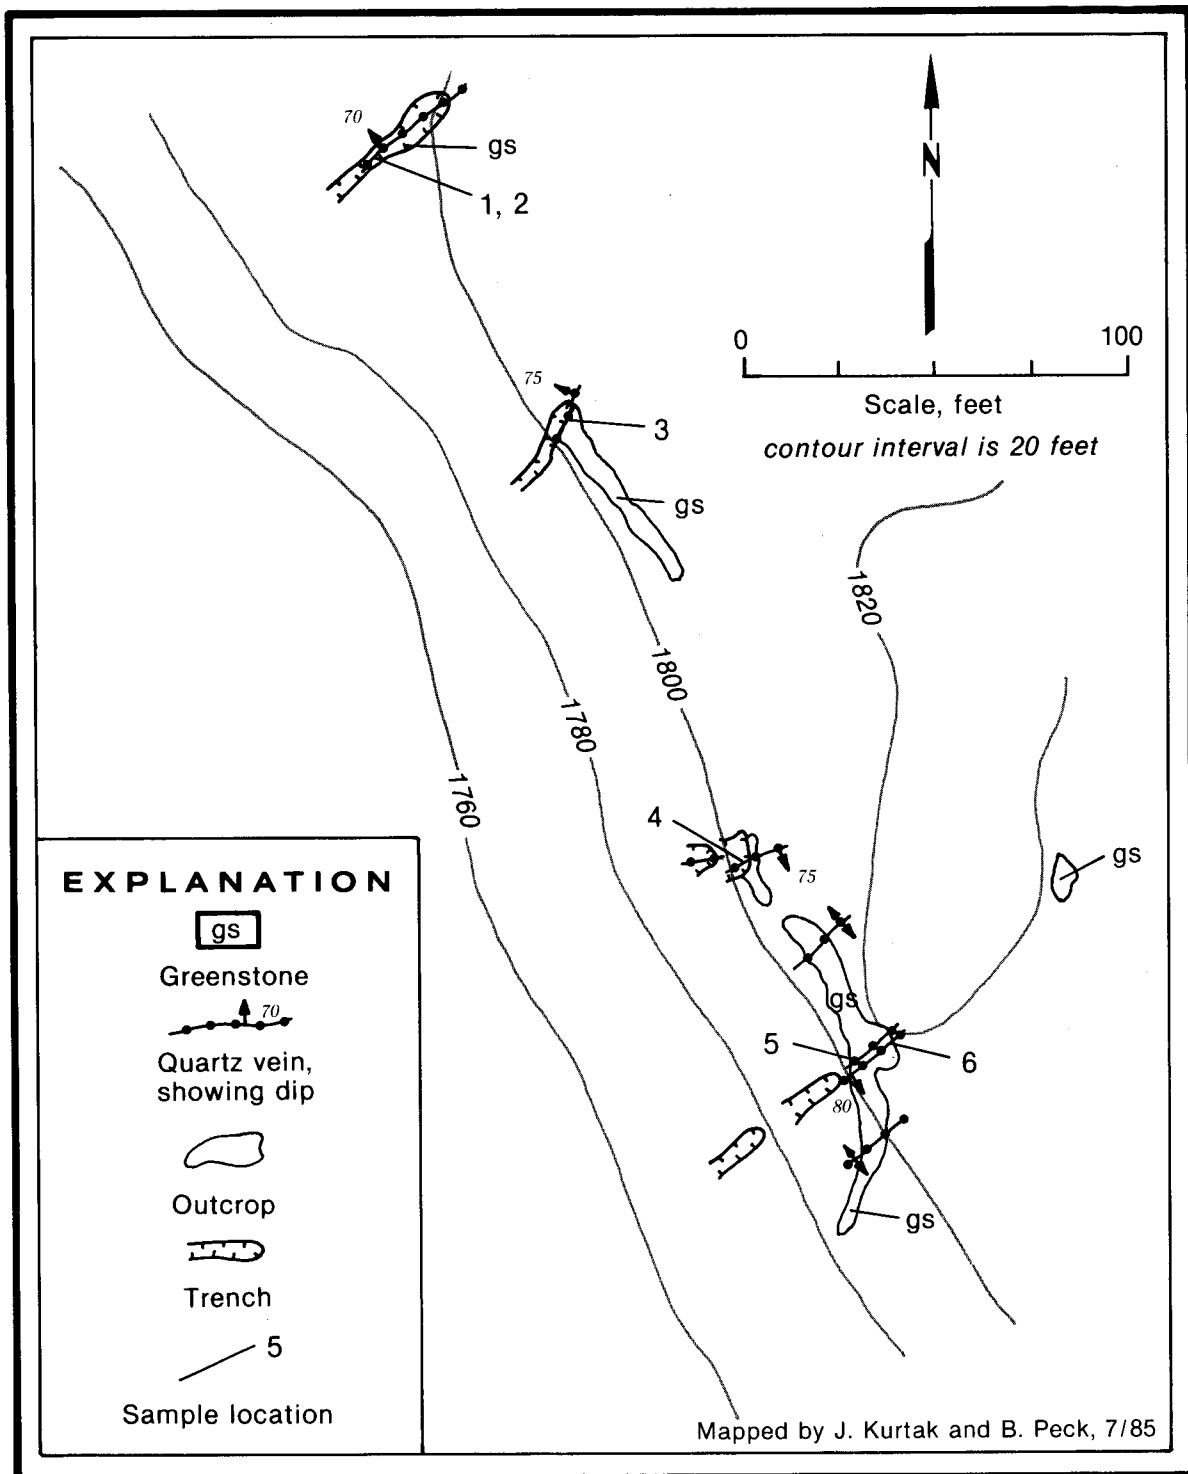 70
gs
1, 2
N
0
100
Scale, feet
contour interval is 20 feet
75
3
gs
1820
1800
1780
1760
4
75
gs
gs
5
6
80
gs
EXPLANATION
gs
Greenstone
70
Quartz vein,
showing dip
Outcrop
Trench
5
Sample location
Mapped by J. Kurtak and B. Peck, 7/85